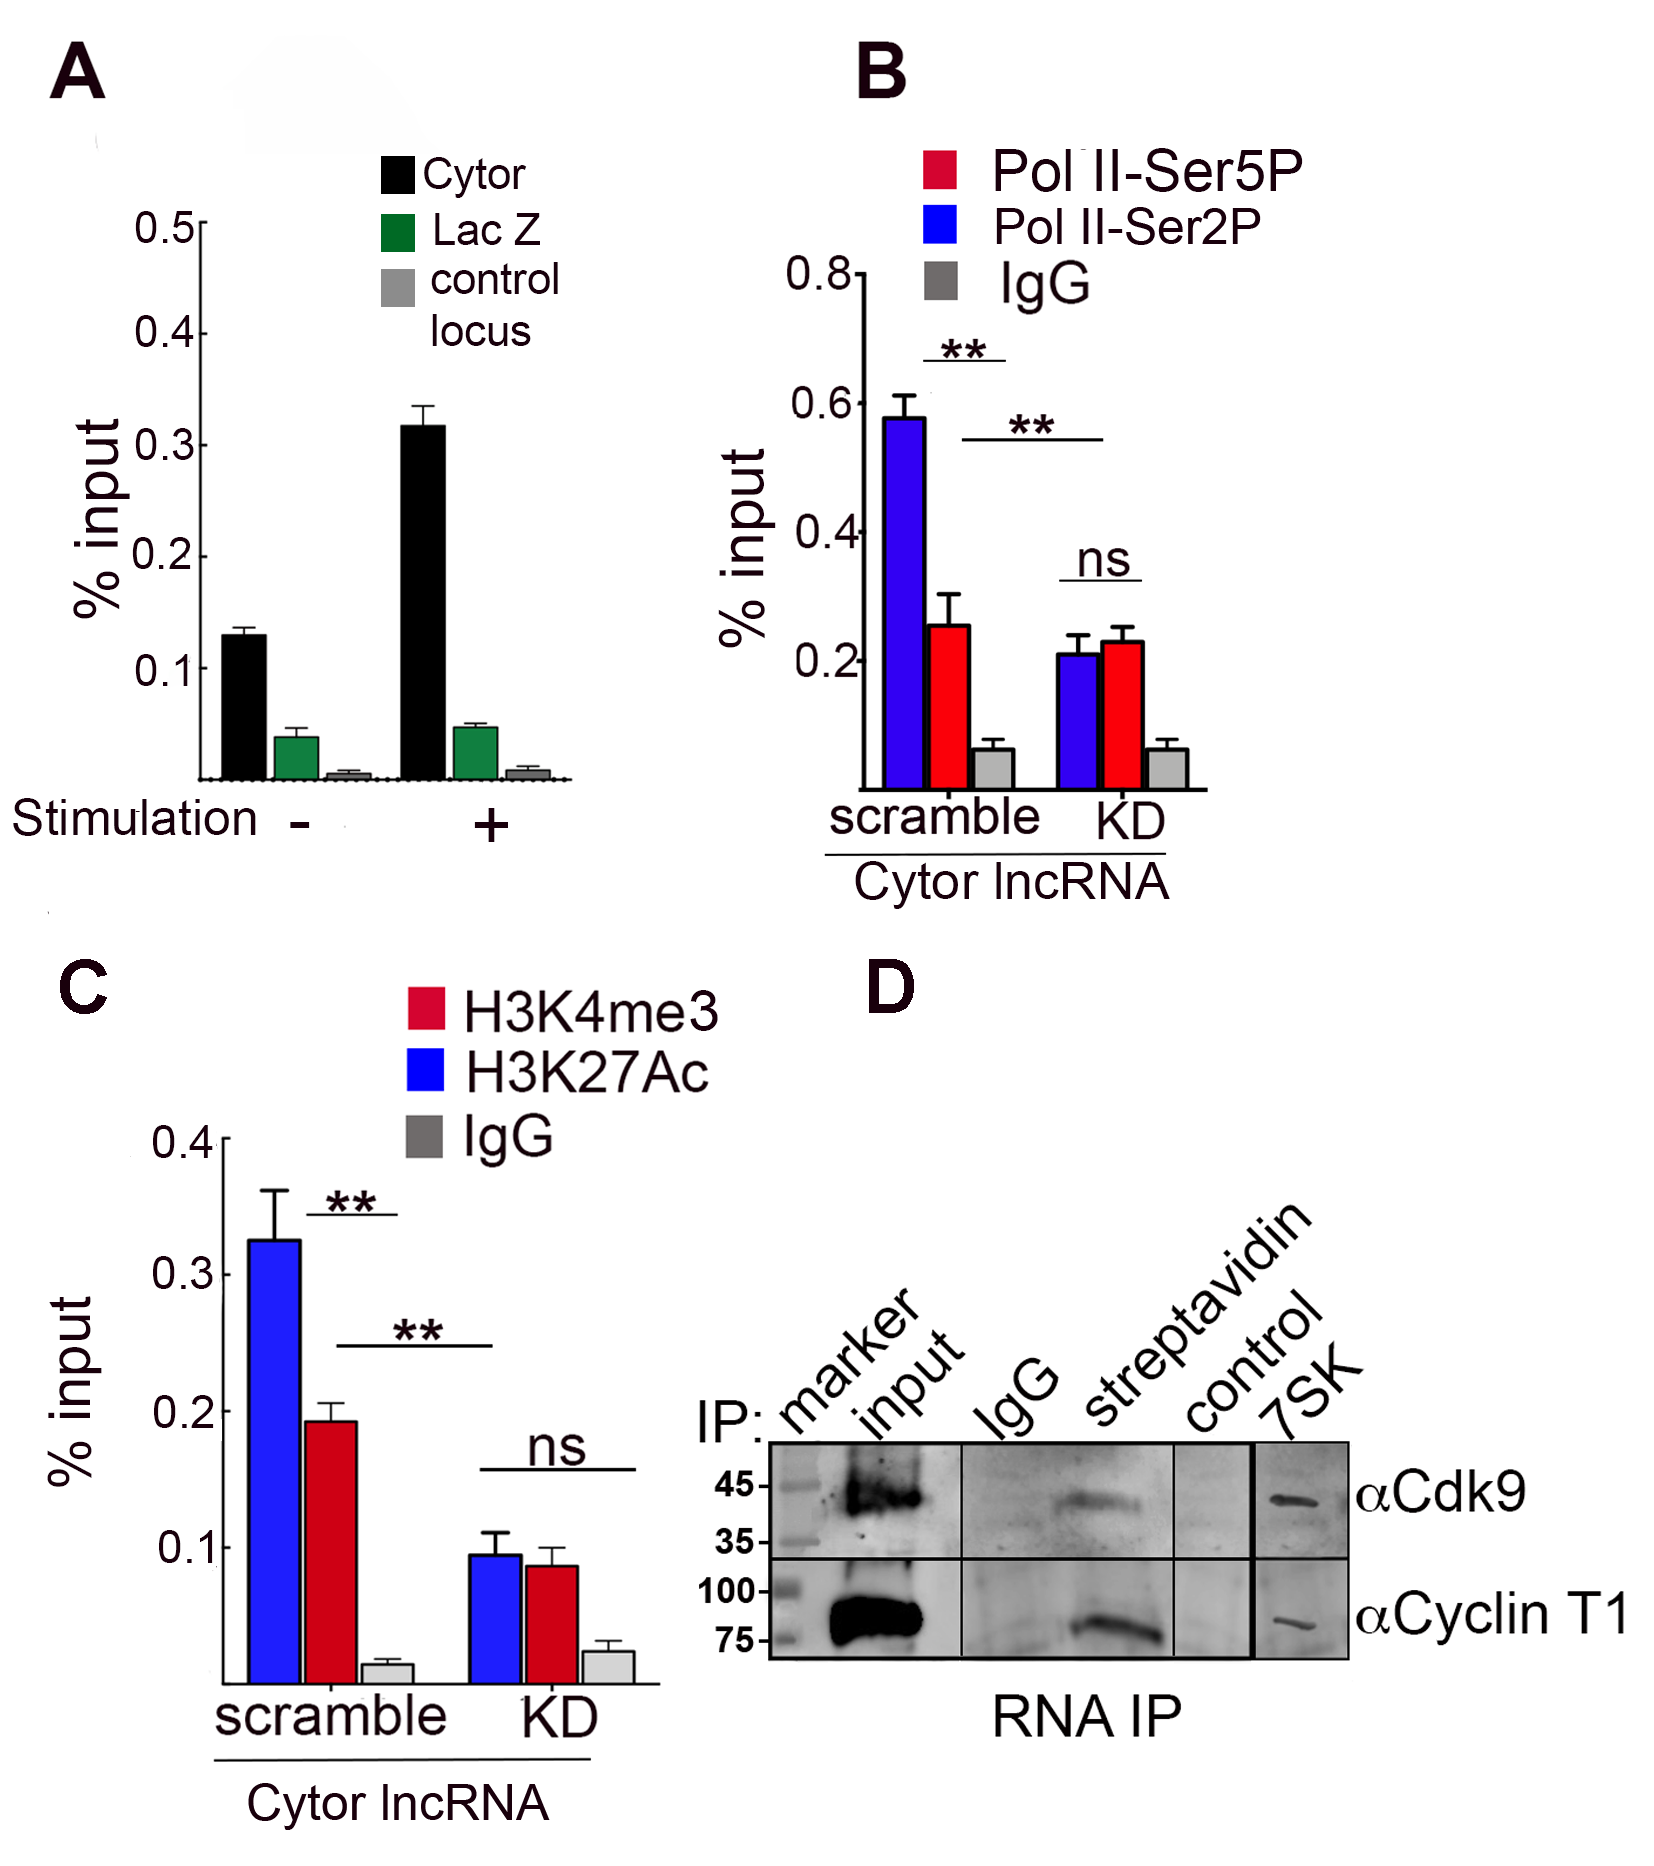 A
Cytor
Lac Z
control
locus
0.5
0.4
0.3
0.2
0.1
% input
Stimulation - +
B
Pol II-Ser5P
Pol II-Ser2P
IgG
0.8
0.6
0.4
0.2
% input
**
**
ns
scramble KD
Cytor lncRNA
C
H3K4me3
H3K27Ac
IgG
0.4
0.3
0.2
0.1
% input
**
**
ns
scramble KD
Cytor lncRNA
D
IP: marker input IgG streptavidin control 7SK
45
35
αCdk9
100
75
αCyclin T1
RNA IP